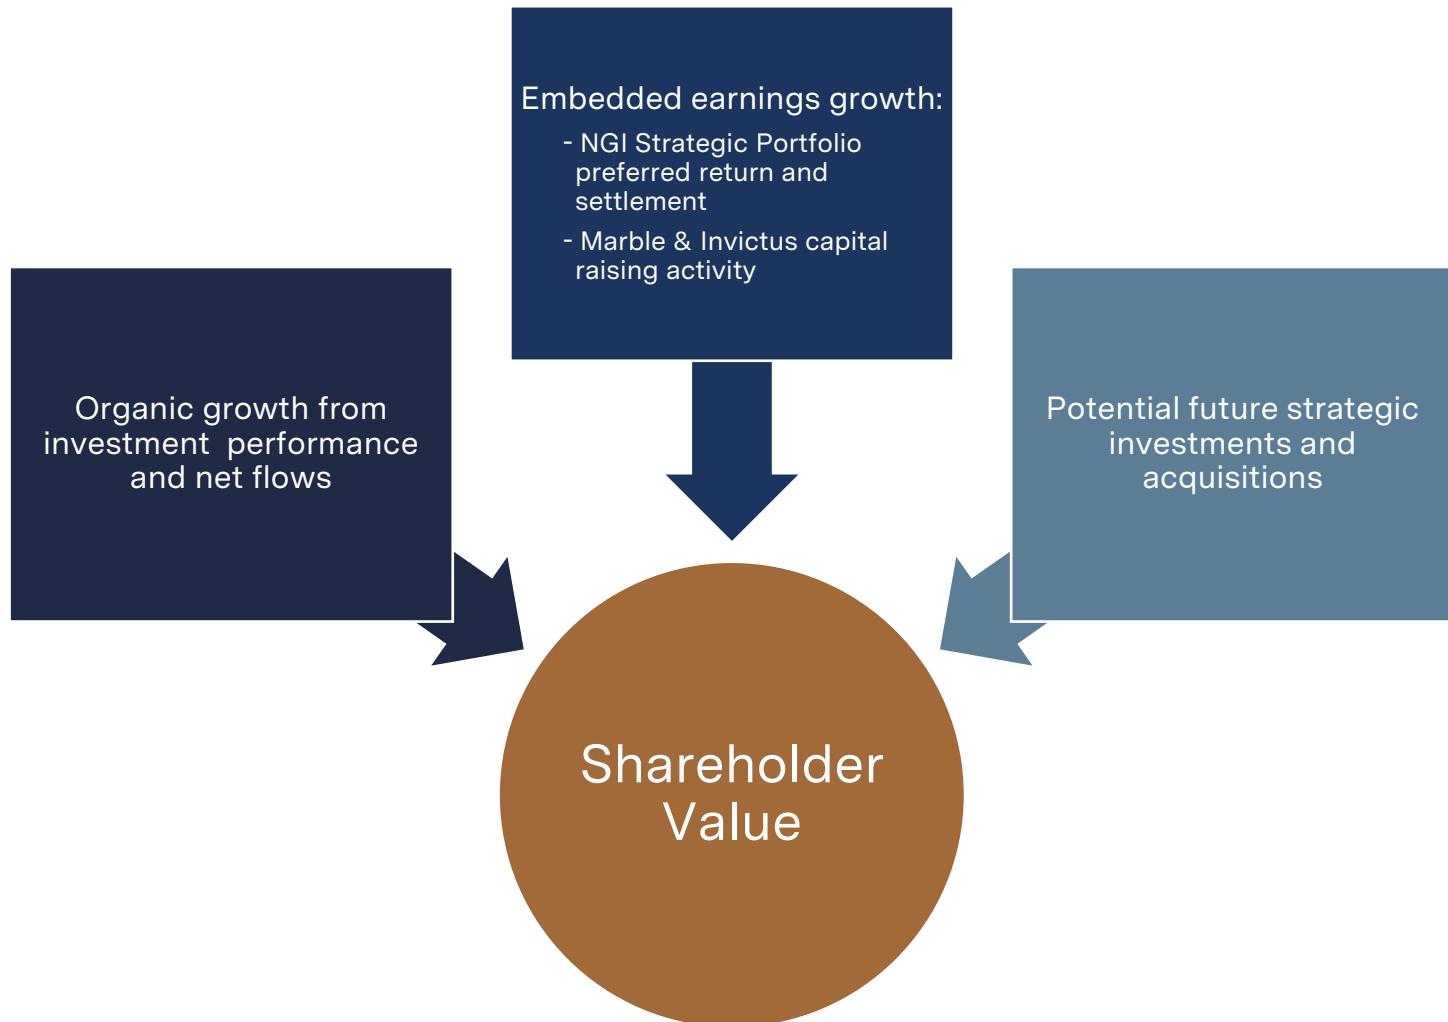 Embedded earnings growth:
- NGI Strategic Portfolio
preferred return and
settlement
- Marble & Invictus capital
raising activity
Organic growth from
investment  performance
and net flows
Potential future strategic
investments and
acquisitions
Shareholder
Value